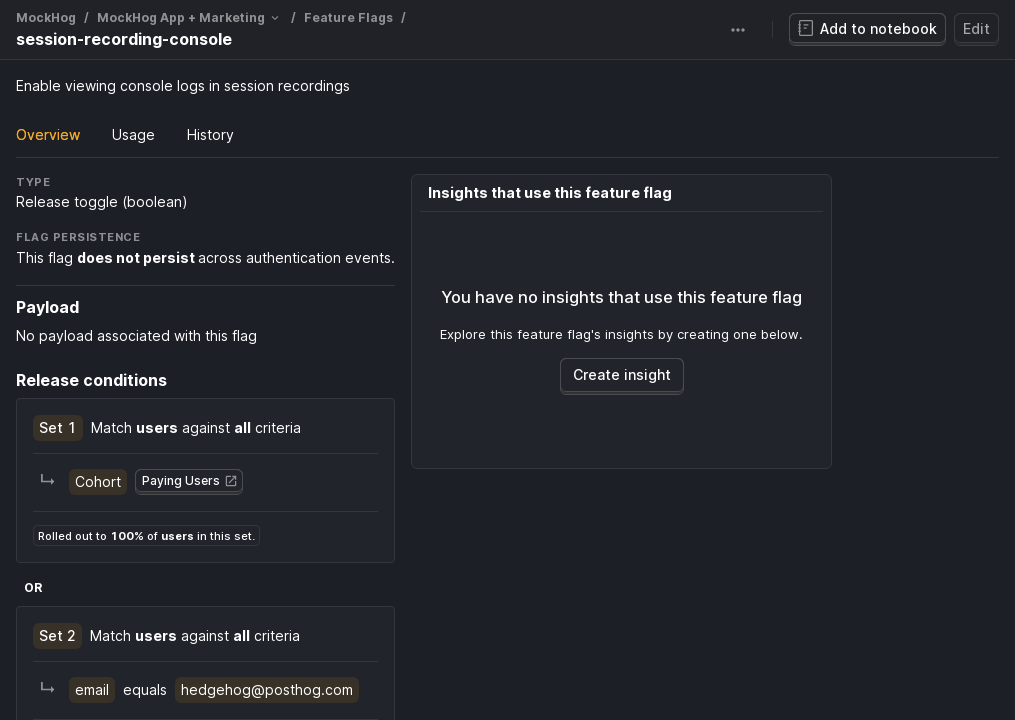 MockHog / MockHog App + Marketing / Feature Flags /
session-recording-console
Add to notebook
Edit
Enable viewing console logs in session recordings
Overview Usage History
TYPE
Release toggle (boolean)
FLAG PERSISTENCE
This flag does not persist across authentication events.
Payload
No payload associated with this flag
Release conditions
Set 1 Match users against all criteria
Cohort Paying Users
Rolled out to 100% of users in this set.
OR
Set 2 Match users against all criteria
email equals hedgehog@posthog.com
Insights that use this feature flag
You have no insights that use this feature flag
Explore this feature flag's insights by creating one below.
Create insight